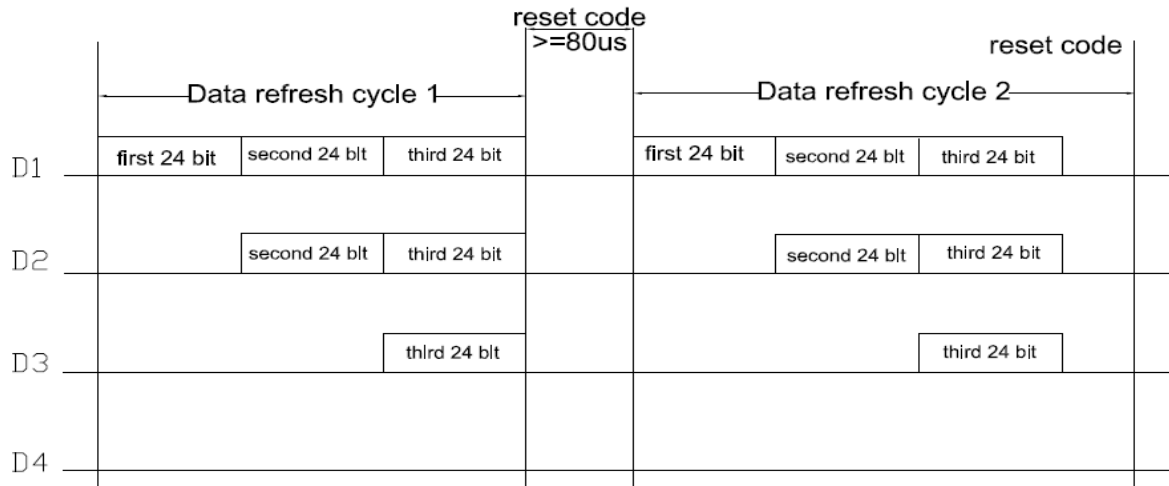 reset code
>=80us
reset code
Data refresh cycle 1
Data refresh cycle 2
D1 first 24 bit second 24 blt third 24 bit first 24 bit second 24 blt third 24 bit
D2 second 24 blt third 24 bit second 24 blt third 24 bit
D3 thlrd 24 blt third 24 bit
D4